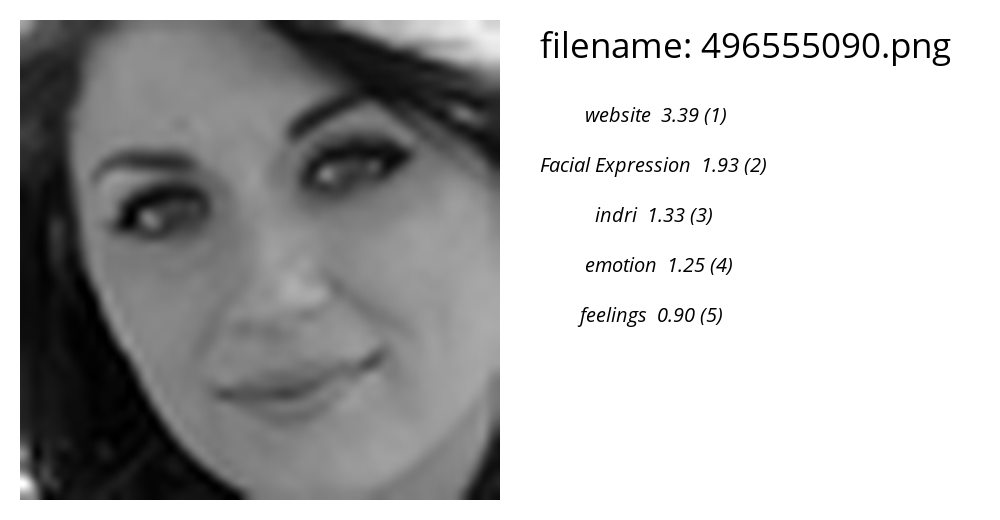 filename: 496555090.png
website 3.39 (1)
Facial Expression 1.93 (2)
indri 1.33 (3)
emotion 1.25 (4)
feelings 0.90 (5)